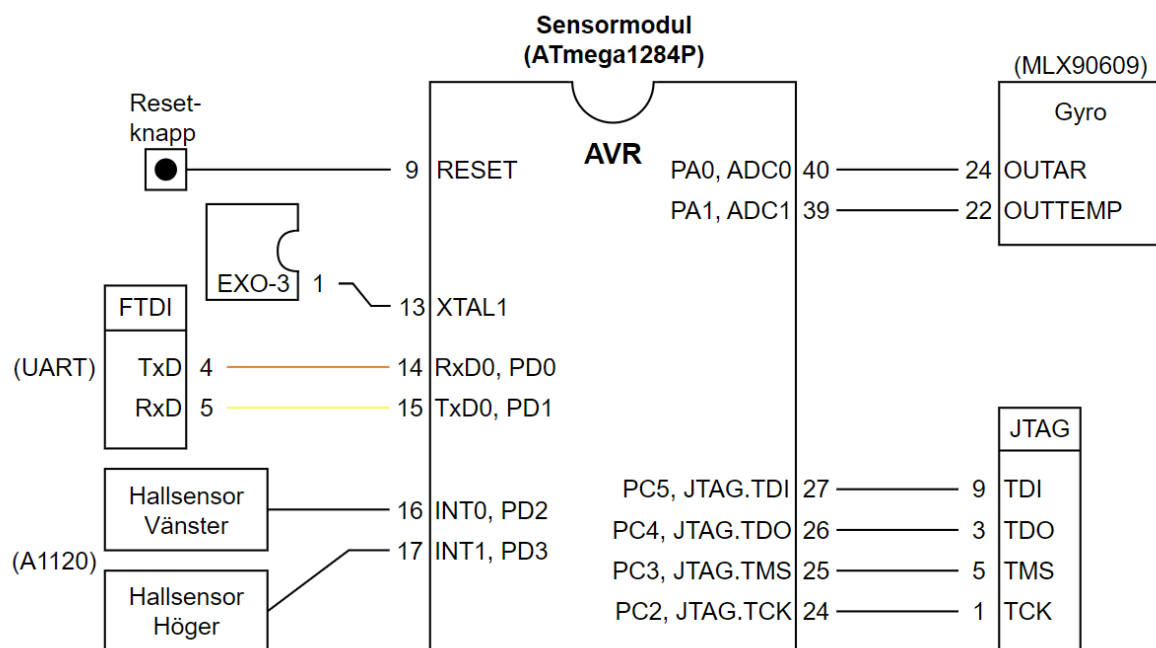 Sensormodul
(ATmega1284P)
(MLX90609)
Reset-
knapp
Gyro
AVR
9 RESET
PA0, ADC0 40
24 OUTAR
PA1, ADC1 39
22 OUTTEMP
EXO-3 1
13 XTAL1
FTDI
(UART)
TxD 4
14 RxD0, PD0
RxD 5
15 TxD0, PD1
JTAG
Hallsensor
Vänster
16 INT0, PD2
17 INT1, PD3
(A1120)
Hallsensor
Höger
PC5, JTAG.TDI 27
9 TDI
PC4, JTAG.TDO 26
3 TDO
PC3, JTAG.TMS 25
5 TMS
PC2, JTAG.TCK 24
1 TCK